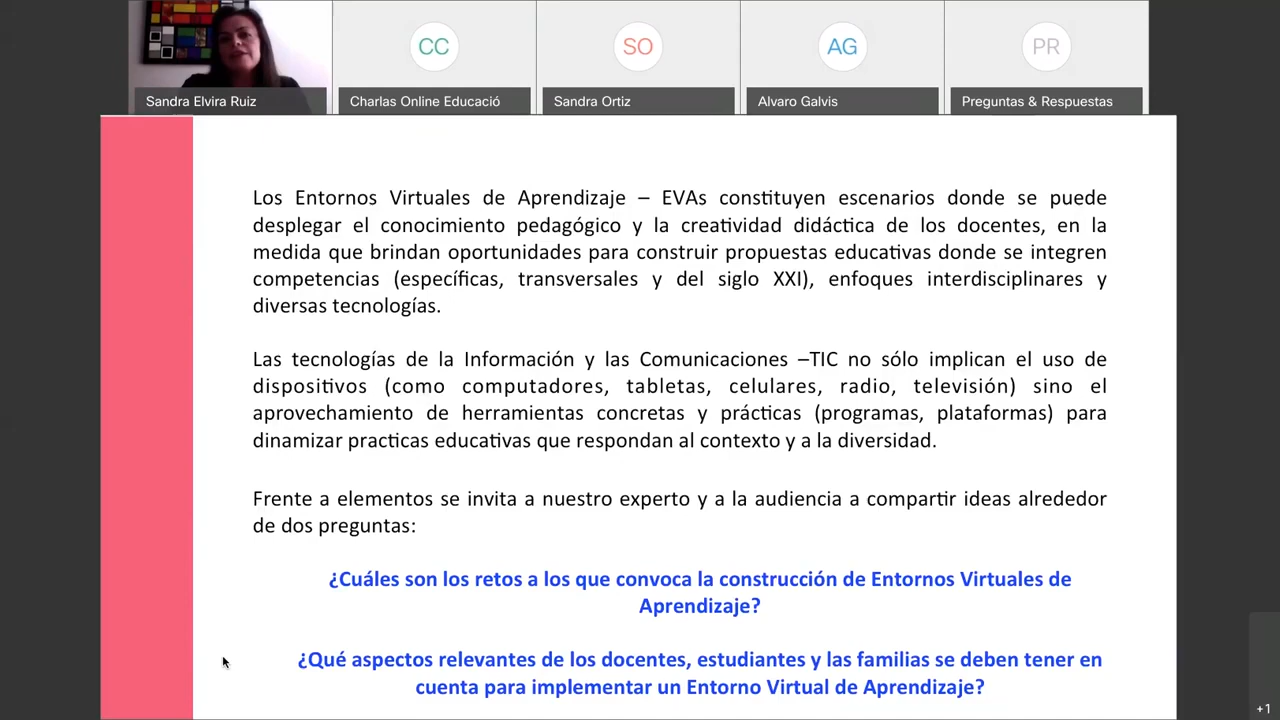 CC
SO
AG
PR
Sandra Elvira Ruiz
Charlas Online Educació
Sandra Ortiz
Alvaro Galvis
Preguntas & Respuestas
Los Entornos Virtuales de Aprendizaje – EVAs constituyen escenarios donde se puede
desplegar el conocimiento pedagógico y la creatividad didáctica de los docentes, en la
medida que brindan oportunidades para construir propuestas educativas donde se integren
competencias (específicas, transversales y del siglo XXI), enfoques interdisciplinares y
diversas tecnologías.
Las tecnologías de la Información y las Comunicaciones –TIC no sólo implican el uso de
dispositivos (como computadores, tabletas, celulares, radio, televisión) sino el
aprovechamiento de herramientas concretas y prácticas (programas, plataformas) para
dinamizar practicas educativas que respondan al contexto y a la diversidad.
Frente a elementos se invita a nuestro experto y a la audiencia a compartir ideas alrededor
de dos preguntas:
¿Cuáles son los retos a los que convoca la construcción de Entornos Virtuales de
Aprendizaje?
¿Qué aspectos relevantes de los docentes, estudiantes y las familias se deben tener en
cuenta para implementar un Entorno Virtual de Aprendizaje?
+1